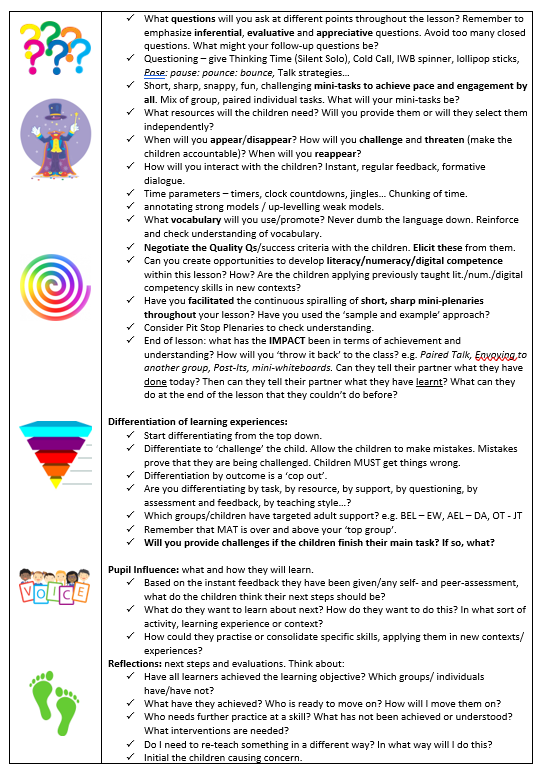 ✓ What questions will you ask at different points throughout the lesson? Remember to
emphasize inferential, evaluative and appreciative questions. Avoid too many closed
questions. What might your follow-up questions be?
✓ Questioning – give Thinking Time (Silent Solo), Cold Call, IWB spinner, lollipop sticks,
Pose: pause: pounce: bounce, Talk strategies…
✓ Short, sharp, snappy, fun, challenging mini-tasks to achieve pace and engagement by
all. Mix of group, paired individual tasks. What will your mini-tasks be?
✓ What resources will the children need? Will you provide them or will they select them
independently?
✓ When will you appear/disappear? How will you challenge and threaten (make the
children accountable)? When will you reappear?
✓ How will you interact with the children? Instant, regular feedback, formative
dialogue.
✓ Time parameters – timers, clock countdowns, jingles… Chunking of time.
✓ annotating strong models / up-levelling weak models.
✓ What vocabulary will you use/promote? Never dumb the language down. Reinforce
and check understanding of vocabulary.
✓ Negotiate the Quality Qs/success criteria with the children. Elicit these from them.
✓ Can you create opportunities to develop literacy/numeracy/digital competence
within this lesson? How? Are the children applying previously taught lit./num./digital
competency skills in new contexts?
✓ Have you facilitated the continuous spiralling of short, sharp mini-plenaries
throughout your lesson? Have you used the ‘sample and example’ approach?
✓ Consider Pit Stop Plenaries to check understanding.
✓ End of lesson: what has the IMPACT been in terms of achievement and
understanding? How will you ‘throw it back’ to the class? e.g. Paired Talk, Envoying to
another group, Post-Its, mini-whiteboards. Can they tell their partner what they have
done today? Then can they tell their partner what they have learnt? What can they
do at the end of the lesson that they couldn’t do before?
Differentiation of learning experiences:
✓ Start differentiating from the top down.
✓ Differentiate to ‘challenge’ the child. Allow the children to make mistakes. Mistakes
prove that they are being challenged. Children MUST get things wrong.
✓ Differentiation by outcome is a ‘cop out’.
✓ Are you differentiating by task, by resource, by support, by questioning, by
assessment and feedback, by teaching style…?
✓ Which groups/children have targeted adult support? e.g. BEL – EW, AEL – DA, OT - JT
✓ Remember that MAT is over and above your ‘top group’.
✓ Will you provide challenges if the children finish their main task? If so, what?
VOICE
Pupil Influence: what and how they will learn.
✓ Based on the instant feedback they have been given/any self- and peer-assessment,
what do the children think their next steps should be?
✓ What do they want to learn about next? How do they want to do this? In what sort of
activity, learning experience or context?
✓ How could they practise or consolidate specific skills, applying them in new contexts/
experiences?
Reflections: next steps and evaluations. Think about:
✓ Have all learners achieved the learning objective? Which groups/ individuals
have/have not?
✓ What have they achieved? Who is ready to move on? How will I move them on?
✓ Who needs further practice at a skill? What has not been achieved or understood?
What interventions are needed?
✓ Do I need to re-teach something in a different way? In what way will I do this?
✓ Initial the children causing concern.